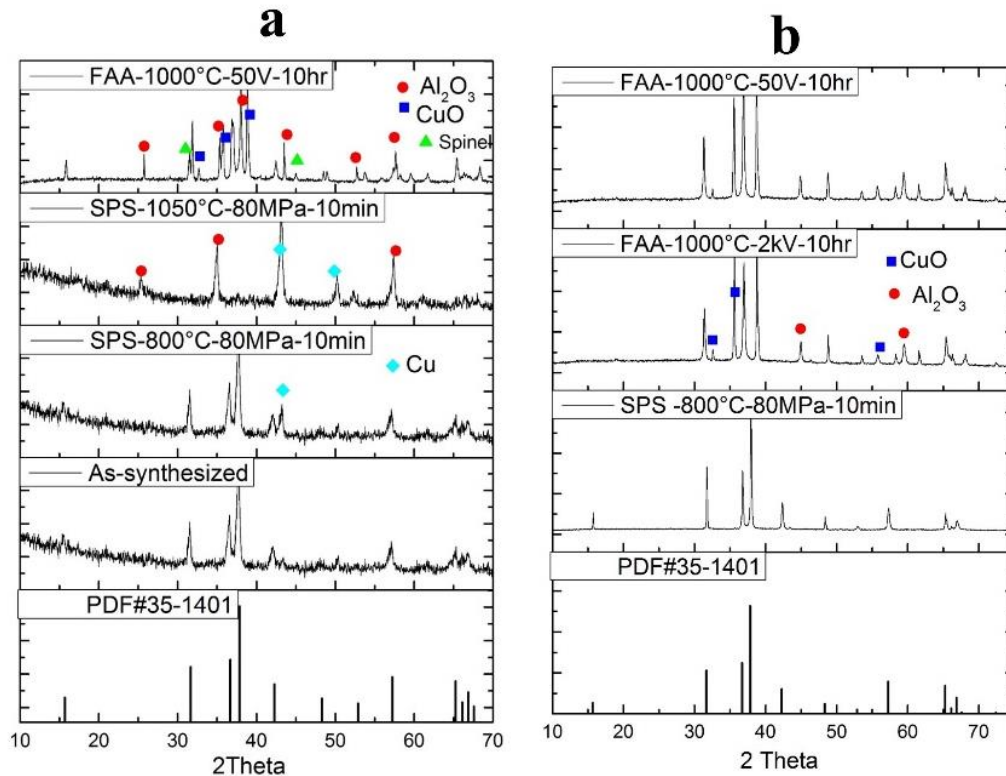 a
FAA-1000°C-50V-10hr
Al₂O₃
CuO
Spinel
SPS-1050°C-80MPa-10min
SPS-800°C-80MPa-10min
Cu
As-synthesized
PDF#35-1401
10 20 30 40 50 60 70
2Theta
b
FAA-1000°C-50V-10hr
FAA-1000°C-2kV-10hr
CuO
Al₂O₃
SPS -800°C-80MPa-10min
PDF#35-1401
10 20 30 40 50 60 70
2 Theta